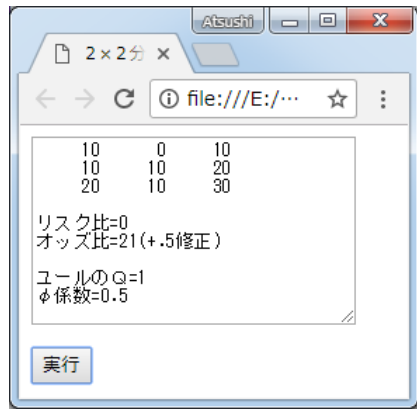 Atsushi
2×2分
file:///E:/…
10 0 10
10 10 20
20 10 30
リスク比=0
オッズ比=21(+.5修正)
ユールのQ=1
φ係数=0.5
実行